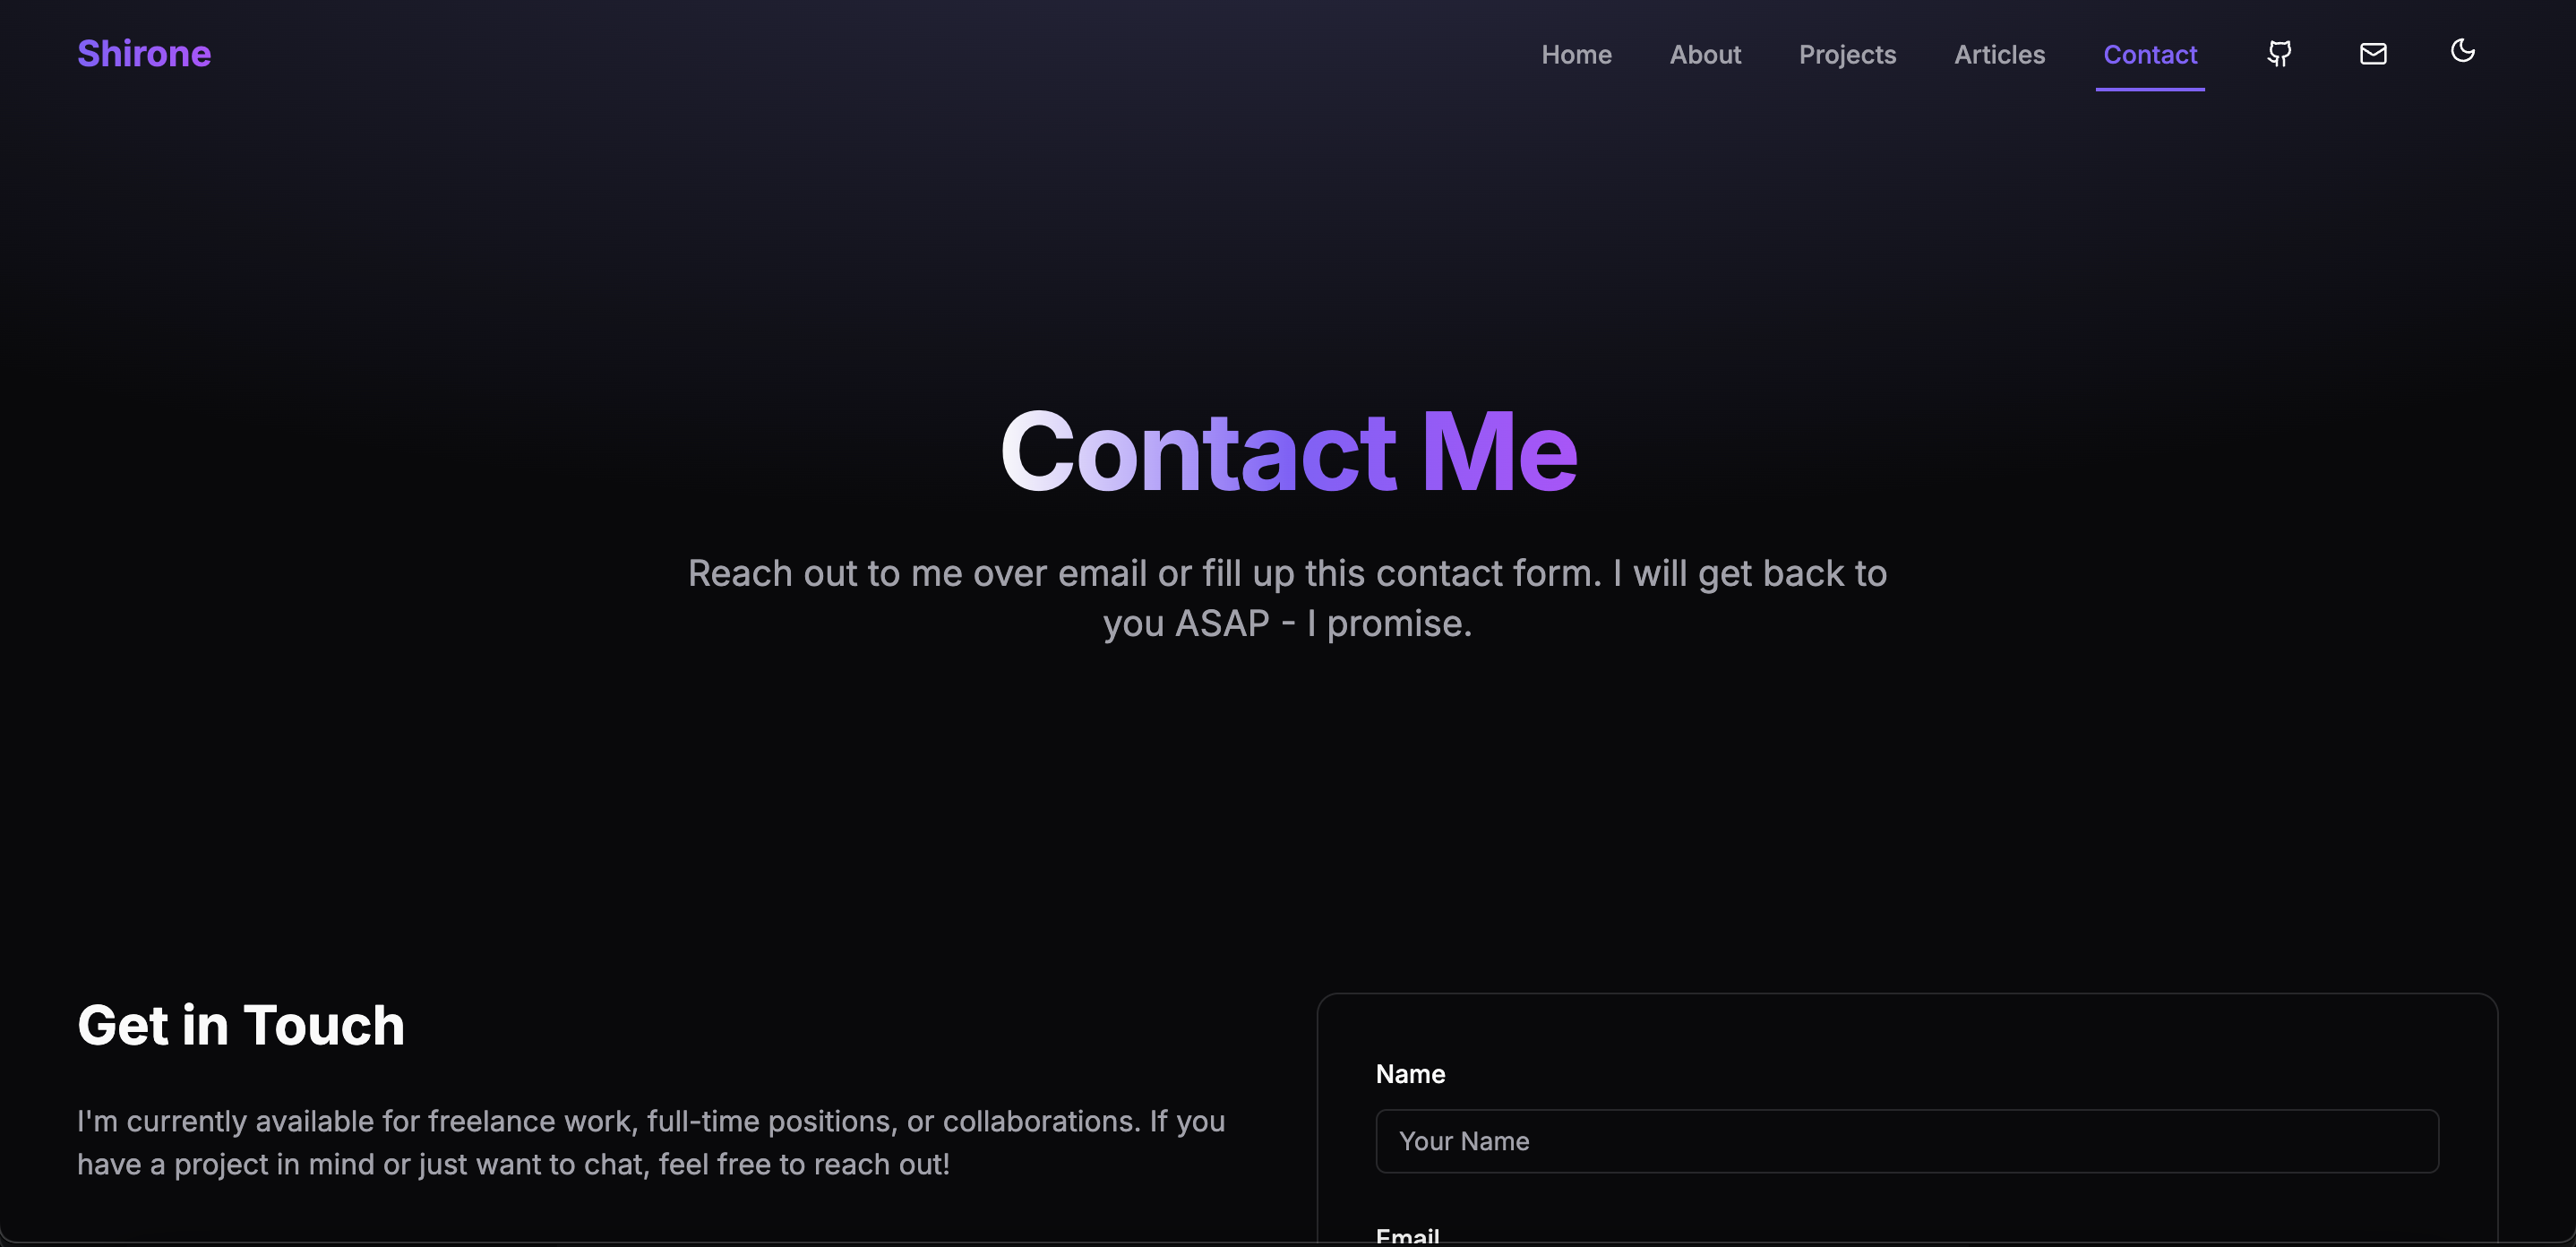 Shirone
Home
About
Projects
Articles
Contact
Contact Me
Reach out to me over email or fill up this contact form. I will get back to
you ASAP - I promise.
Get in Touch
I'm currently available for freelance work, full-time positions, or collaborations. If you
have a project in mind or just want to chat, feel free to reach out!
Name
Your Name
Email